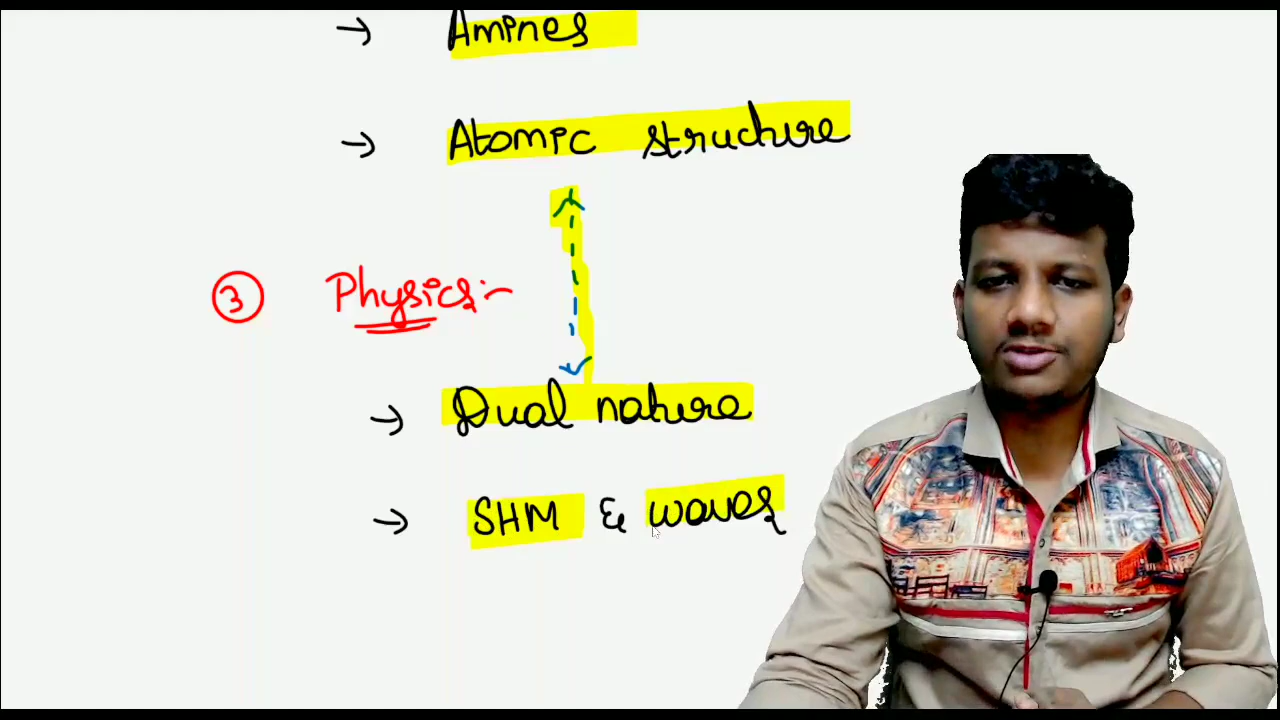 → Amines
→ Atomic structure
③ Physics:-
→ Dual nature
→ SHM & waves